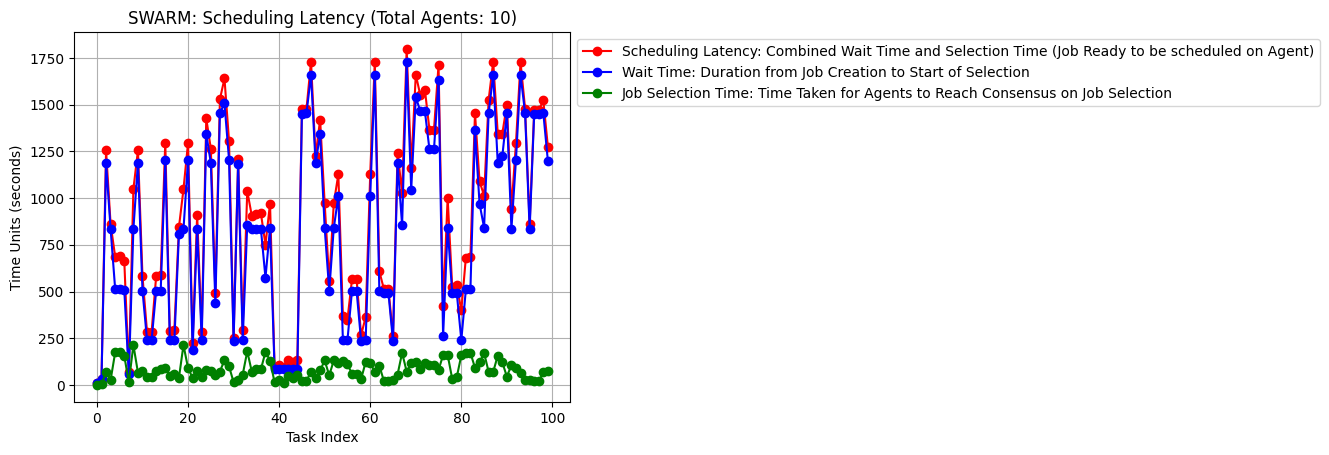 SWARM: Scheduling Latency (Total Agents: 10)
Scheduling Latency: Combined Wait Time and Selection Time (Job Ready to be scheduled on Agent)
Wait Time: Duration from Job Creation to Start of Selection
Job Selection Time: Time Taken for Agents to Reach Consensus on Job Selection
Time Units (seconds)
1750
1500
1250
1000
750
500
250
0
0 20 40 60 80 100
Task Index